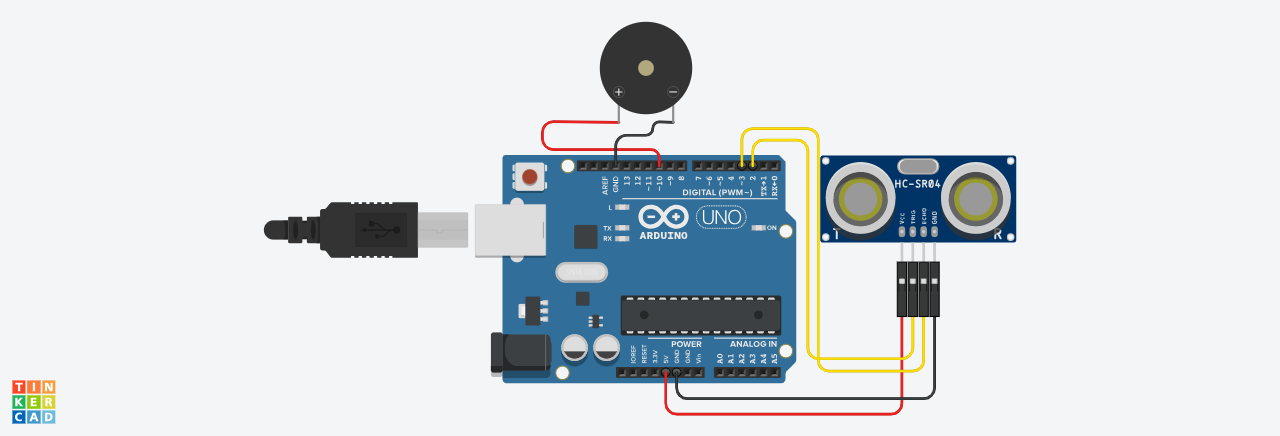 + −
AREF
GND
13
12
~11
~10
~9
8
7
~6
~5
4
~3
2
TX→1
RX←0
DIGITAL (PWM~)
L
TX
RX
ARDUINO
UNO
ON
HC-SR04
VCC
TRIG
ECHO
GND
T
R
POWER
ANALOG IN
IOREF
RESET
3.3V
5V
GND
GND
Vin
A0
A1
A2
A3
A4
A5
TIN
KER
CAD